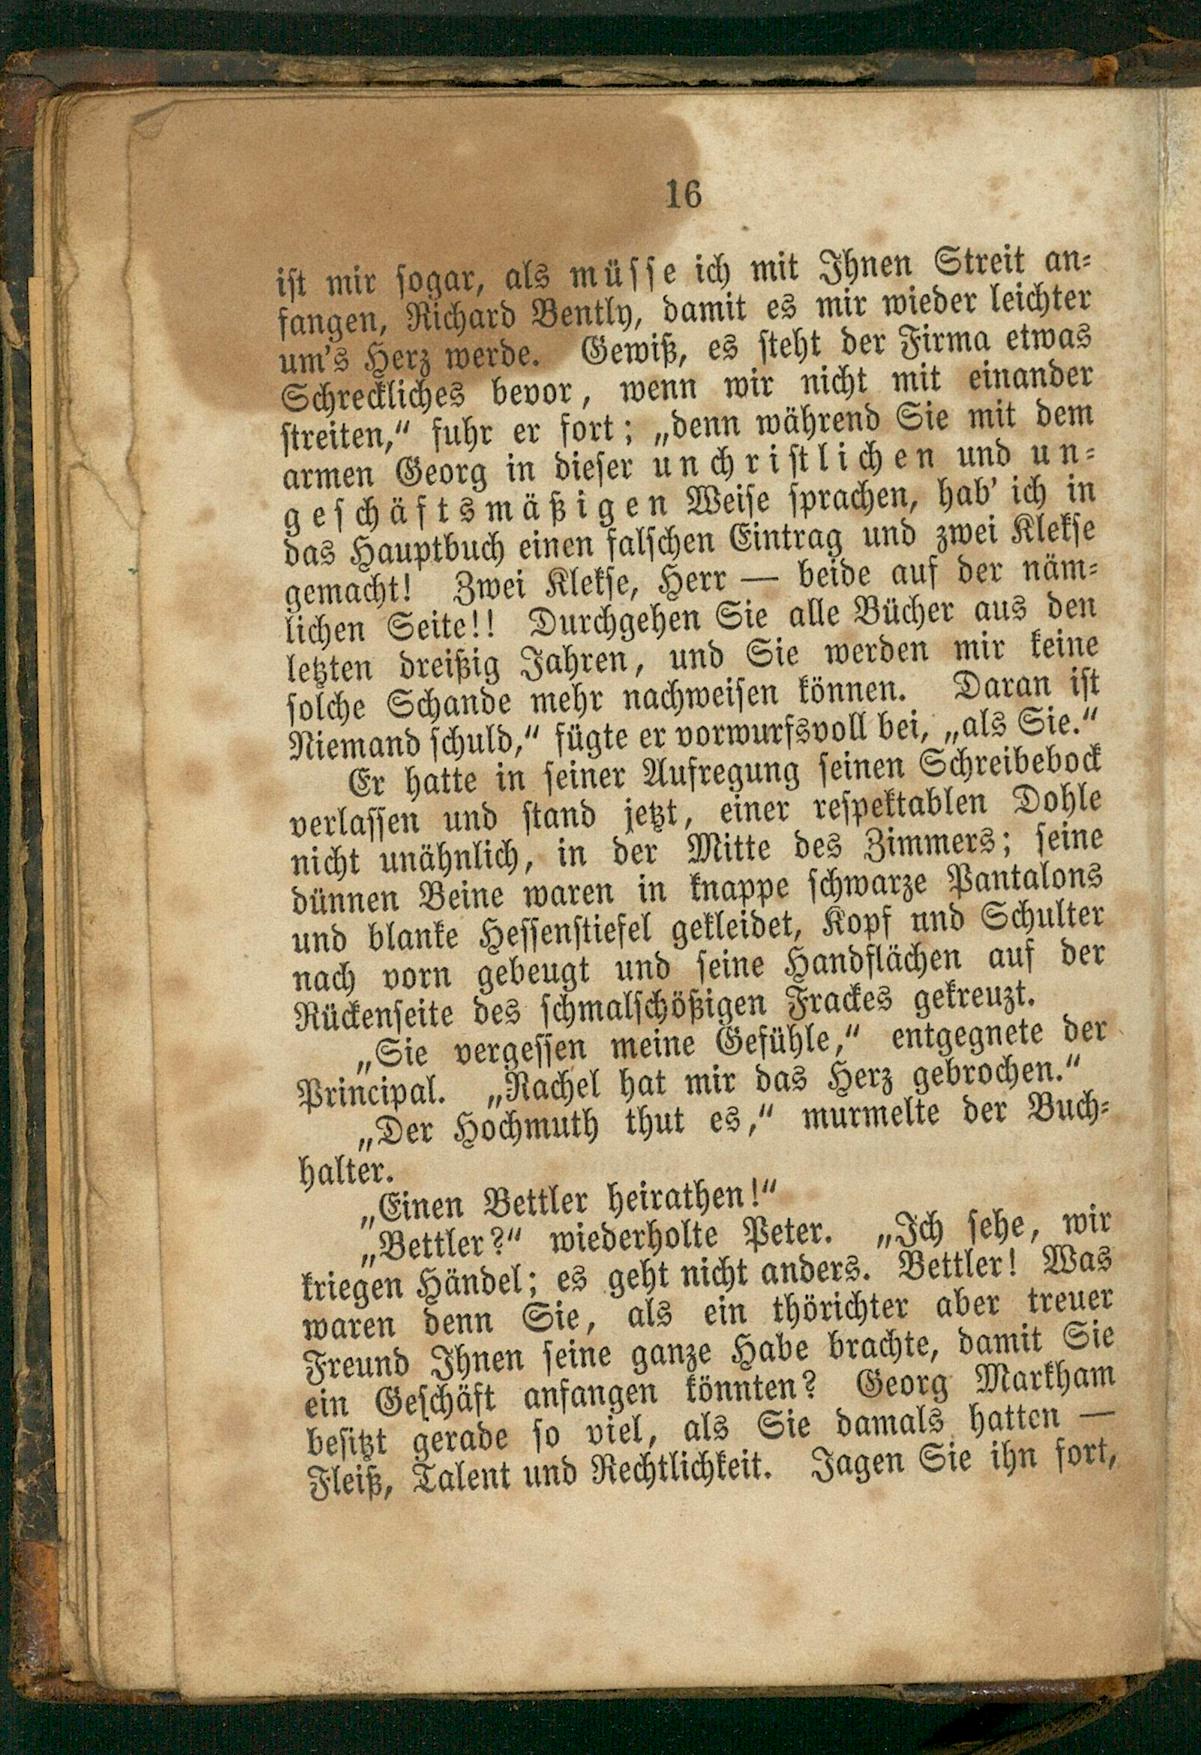 16
ist mir sogar, als müsse ich mit Ihnen Streit an-
fangen, Richard Bently, damit es mir wieder leichter
um's Herz werde. Gewiß, es steht der Firma etwas
Schreckliches bevor, wenn wir nicht mit einander
streiten,“ fuhr er fort; „denn während Sie mit dem
armen Georg in dieser unchristlichen und un-
geschäftsmäßigen Weise sprachen, hab' ich in
das Hauptbuch einen falschen Eintrag und zwei Klekse
gemacht! Zwei Klekse, Herr — beide auf der näm-
lichen Seite!! Durchgehen Sie alle Bücher aus den
letzten dreißig Jahren, und Sie werden mir keine
solche Schande mehr nachweisen können. Daran ist
Niemand schuld,“ fügte er vorwurfsvoll bei, „als Sie.“
Er hatte in seiner Aufregung seinen Schreibebock
verlassen und stand jetzt, einer respektablen Dohle
nicht unähnlich, in der Mitte des Zimmers; seine
dünnen Beine waren in knappe schwarze Pantalons
und blanke Hessenstiefel gekleidet, Kopf und Schulter
nach vorn gebeugt und seine Handflächen auf der
Rückenseite des schmalschößigen Frackes gekreuzt.
„Sie vergessen meine Gefühle,“ entgegnete der
Principal. „Rachel hat mir das Herz gebrochen.“
„Der Hochmuth thut es,“ murmelte der Buch-
halter.
„Einen Bettler heirathen!“
„Bettler?“ wiederholte Peter. „Ich sehe, wir
kriegen Händel; es geht nicht anders. Bettler! Was
waren denn Sie, als ein thörichter aber treuer
Freund Ihnen seine ganze Habe brachte, damit Sie
ein Geschäft anfangen könnten? Georg Markham
besitzt gerade so viel, als Sie damals hatten —
Fleiß, Talent und Rechtlichkeit. Jagen Sie ihn fort,